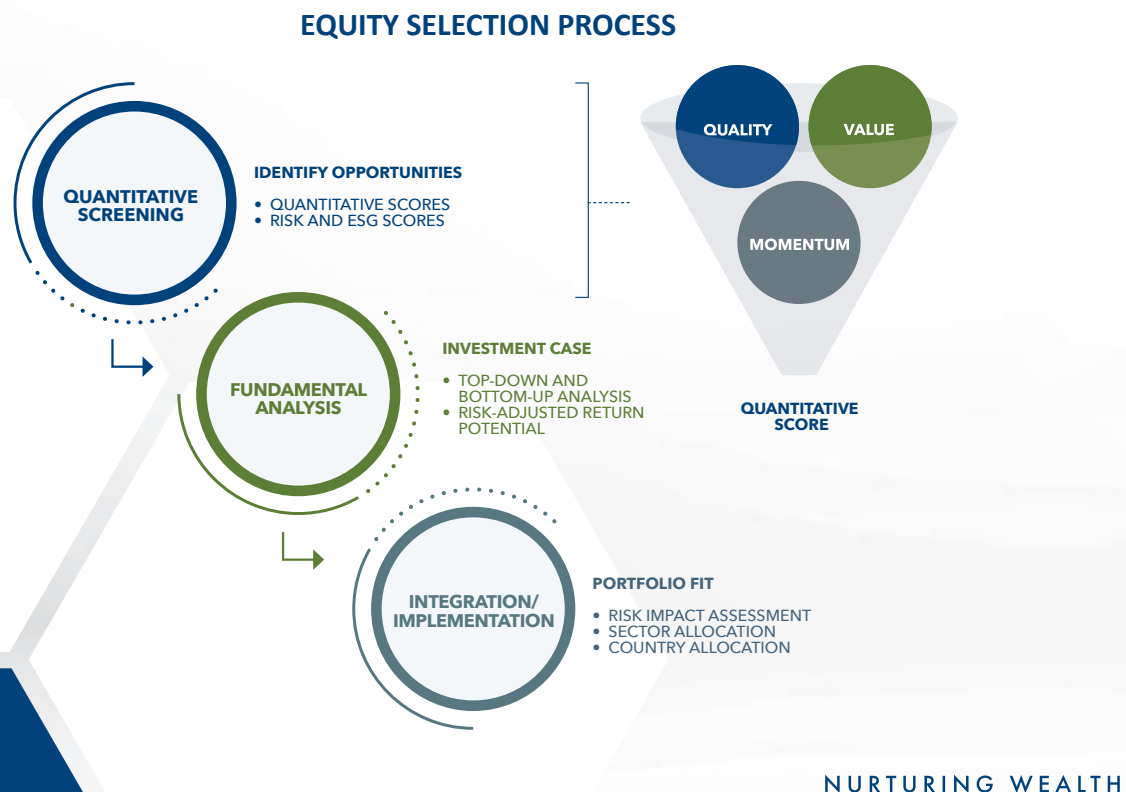 EQUITY SELECTION PROCESS
QUANTITATIVE
SCREENING
IDENTIFY OPPORTUNITIES
• QUANTITATIVE SCORES
• RISK AND ESG SCORES
QUALITY
VALUE
MOMENTUM
QUANTITATIVE
SCORE
FUNDAMENTAL
ANALYSIS
INVESTMENT CASE
• TOP-DOWN AND
BOTTOM-UP ANALYSIS
• RISK-ADJUSTED RETURN
POTENTIAL
INTEGRATION/
IMPLEMENTATION
PORTFOLIO FIT
• RISK IMPACT ASSESSMENT
• SECTOR ALLOCATION
• COUNTRY ALLOCATION
NURTURING WEALTH